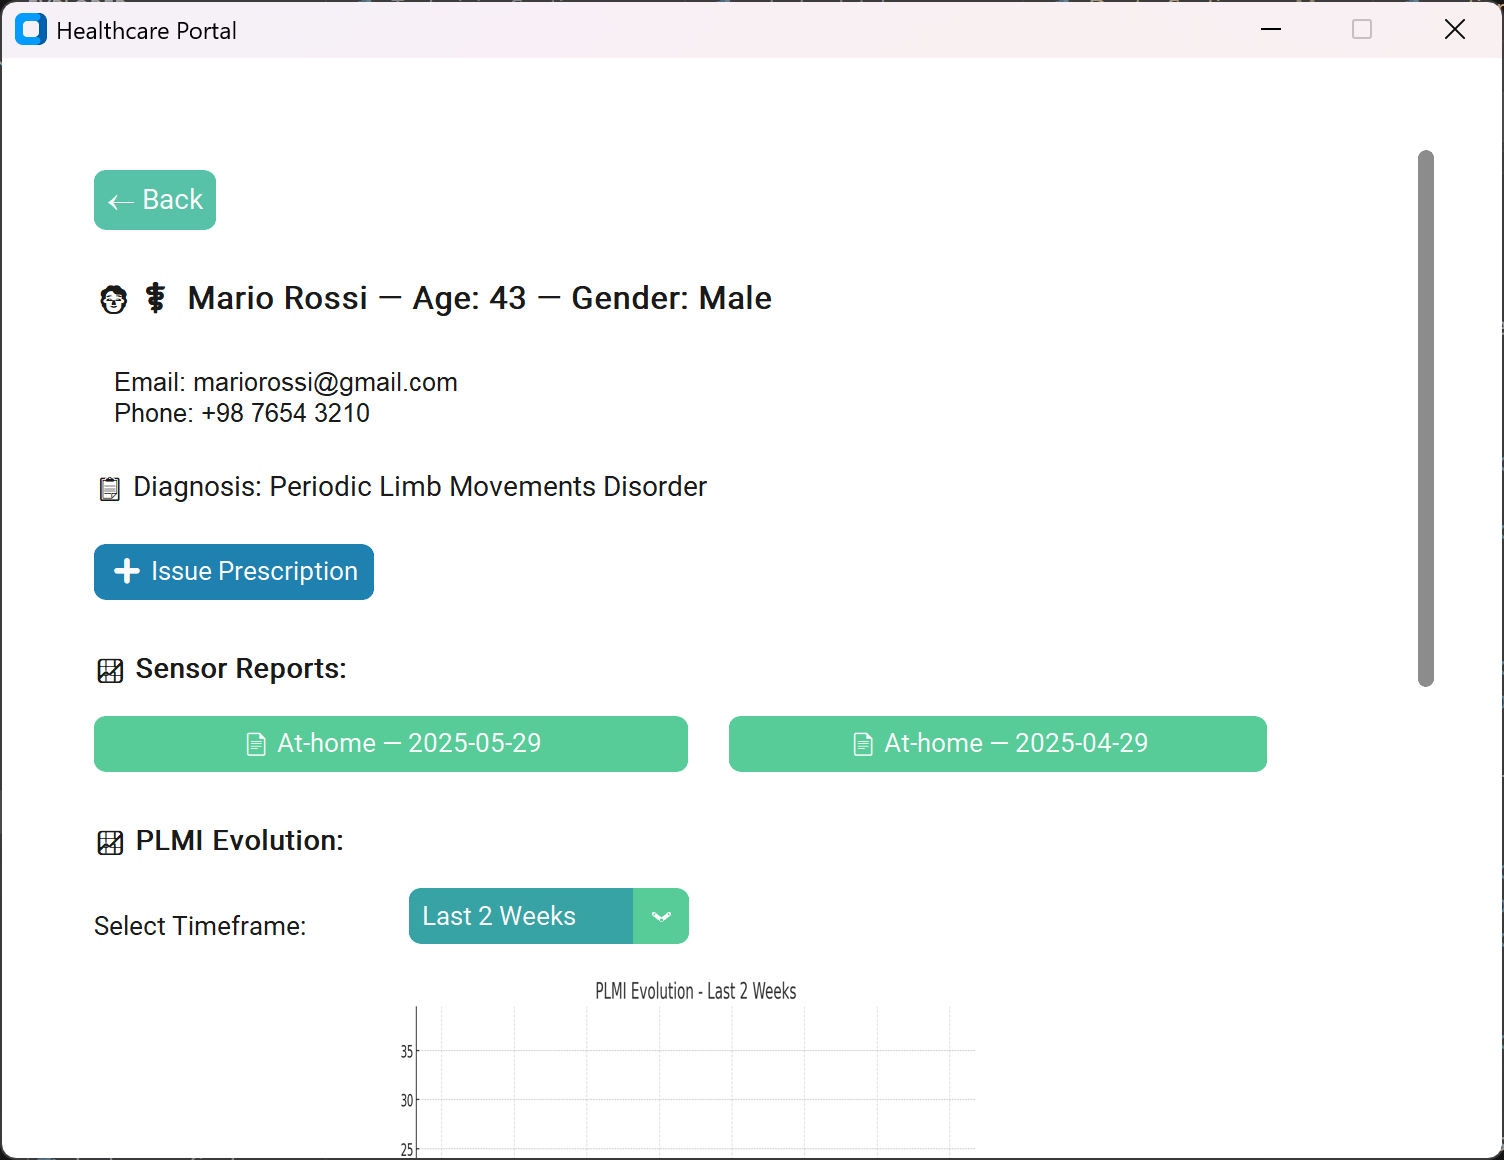 Healthcare Portal
← Back
Mario Rossi — Age: 43 — Gender: Male
Email: mariorossi@gmail.com
Phone: +98 7654 3210
Diagnosis: Periodic Limb Movements Disorder
Issue Prescription
Sensor Reports:
At-home — 2025-05-29
At-home — 2025-04-29
PLMI Evolution:
Select Timeframe:
Last 2 Weeks
PLMI Evolution - Last 2 Weeks
35
30
25